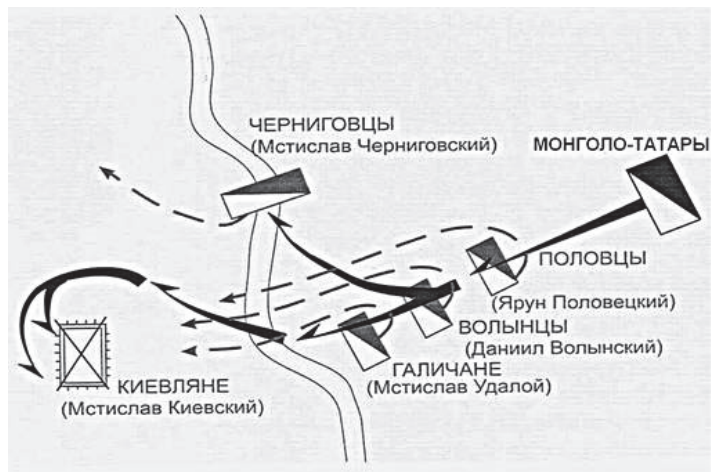 ЧЕРНИГОВЦЫ
(Мстислав Черниговский)
МОНГОЛО-ТАТАРЫ
ПОЛОВЦЫ
(Ярун Половецкий)
ВОЛЫНЦЫ
(Даниил Волынский)
ГАЛИЧАНЕ
(Мстислав Удалой)
КИЕВЛЯНЕ
(Мстислав Киевский)